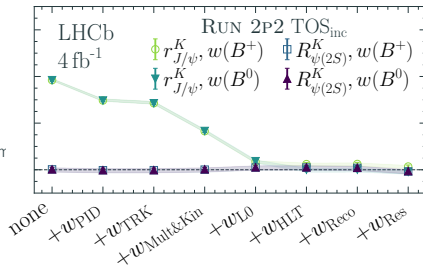 LHCb
4 fb⁻¹
RUN 2P2 TOS_inc
r^K_{J/ψ}, w(B⁺)
R^K_{ψ(2S)}, w(B⁺)
r^K_{J/ψ}, w(B⁰)
R^K_{ψ(2S)}, w(B⁰)
none
+w_PID
+w_TRK
+w_Mult&Kin
+w_L0
+w_HLT
+w_Reco
+w_Res